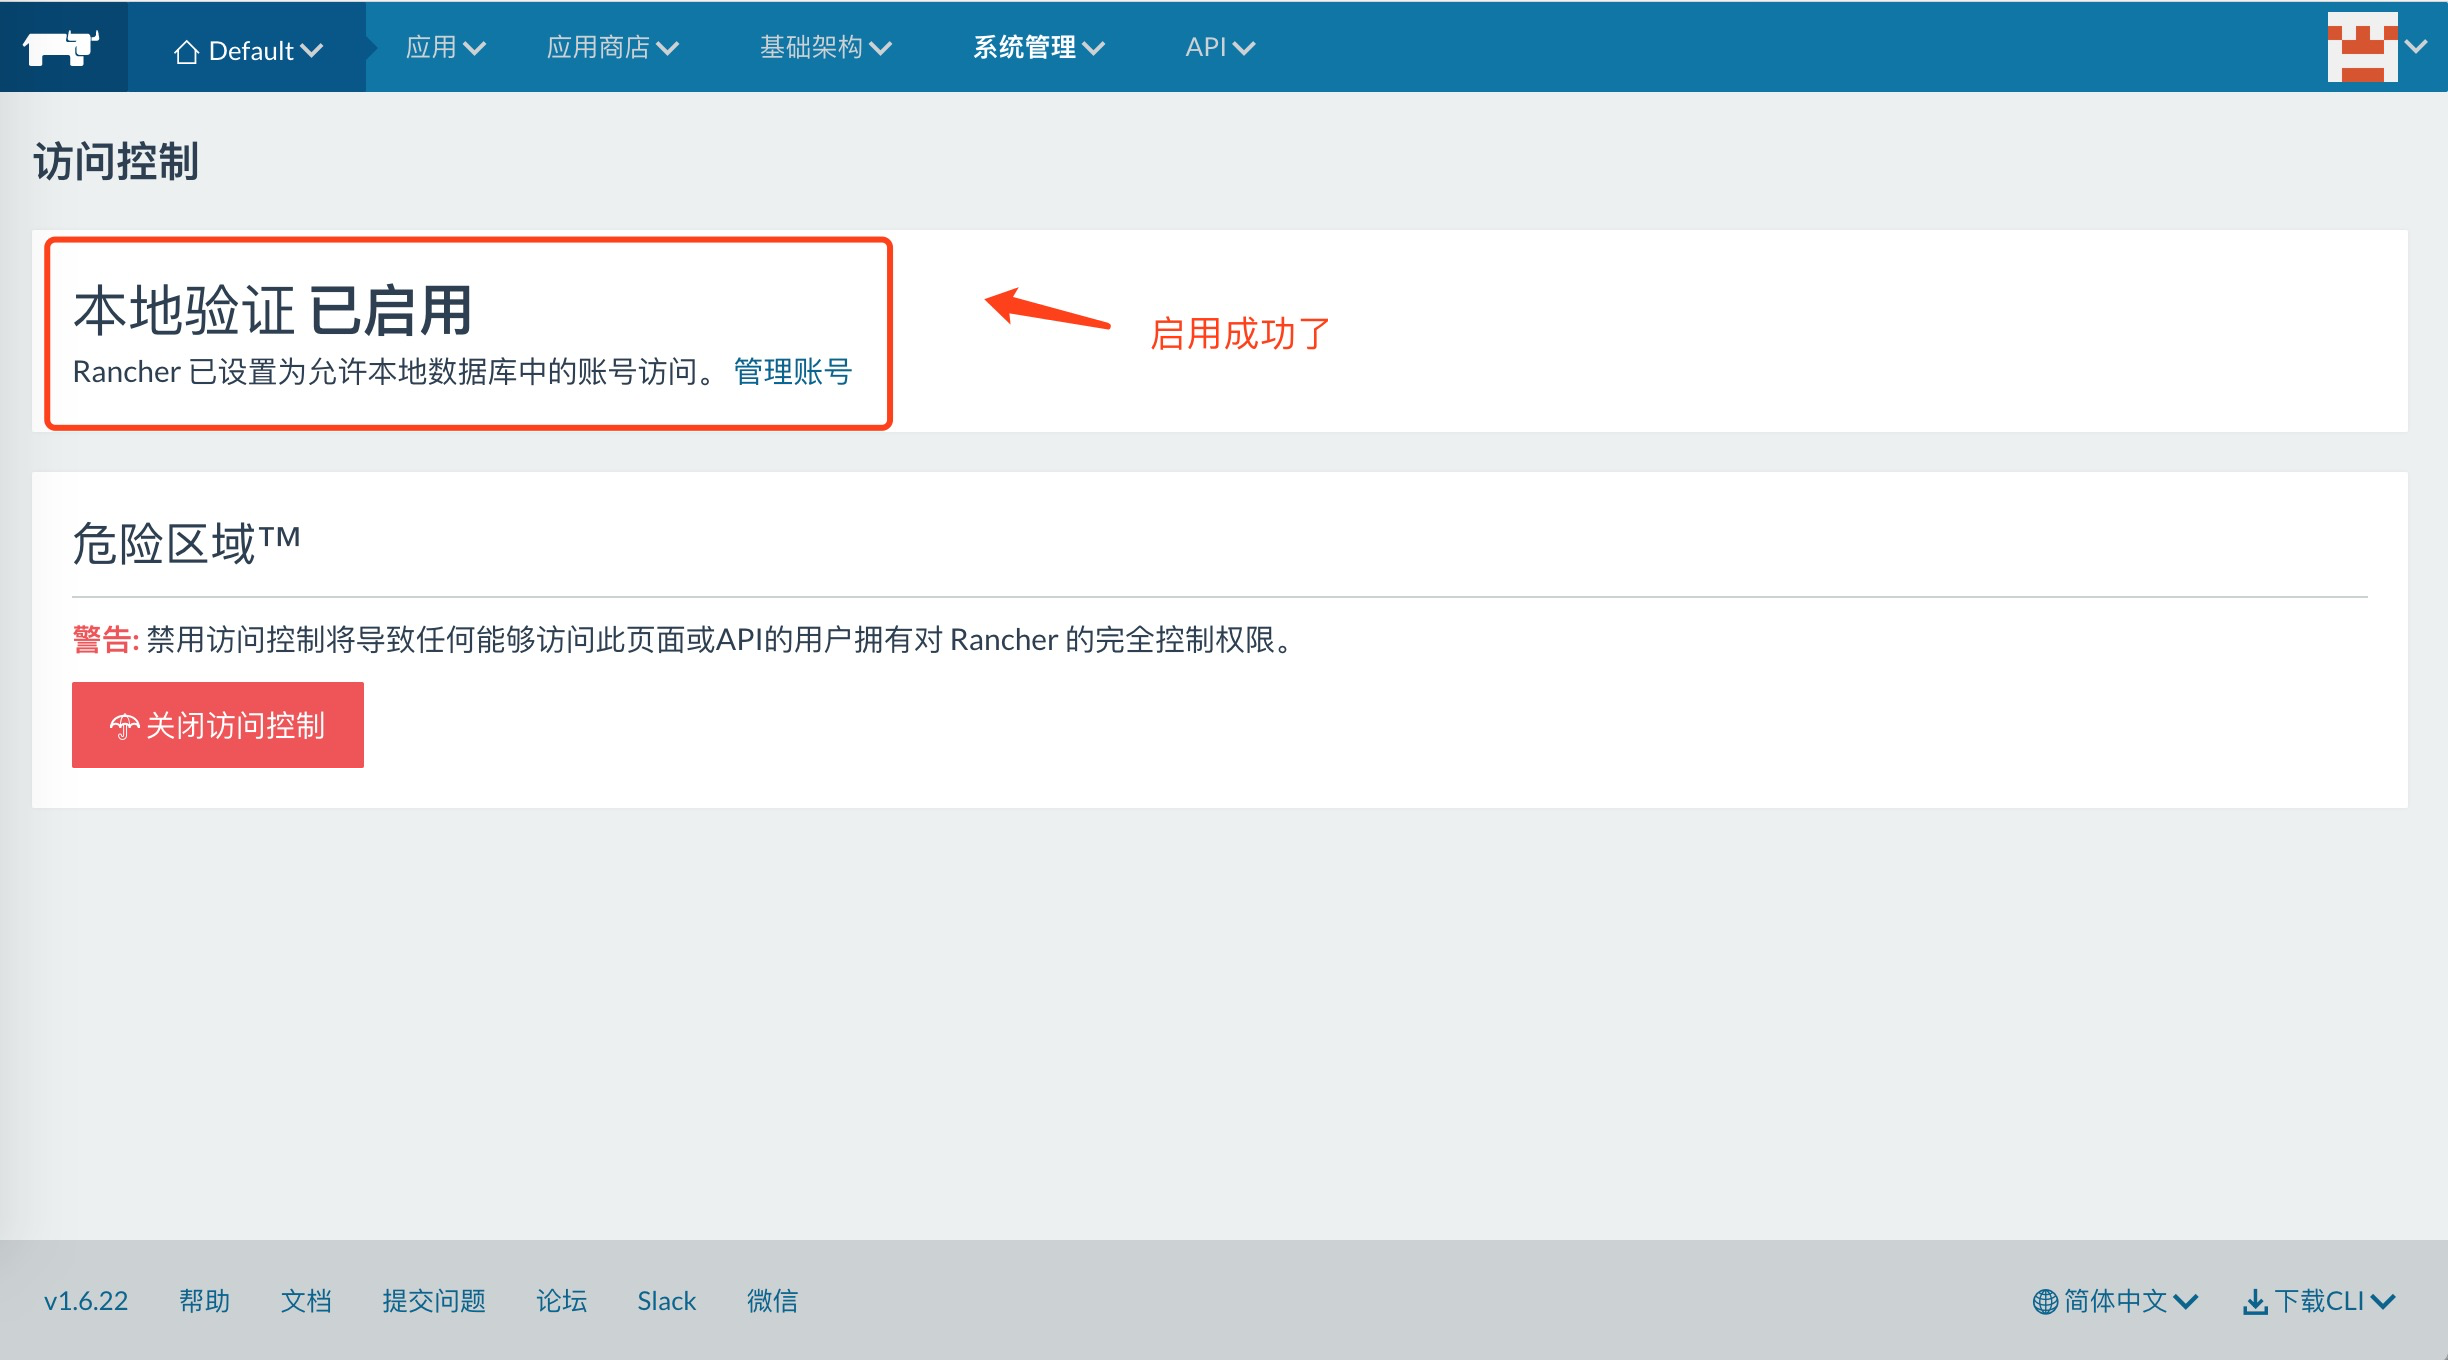 Default 应用 应用商店 基础架构 系统管理 API
访问控制
本地验证 已启用
Rancher 已设置为允许本地数据库中的账号访问。 管理账号
启用成功了
危险区域™
警告: 禁用访问控制将导致任何能够访问此页面或API的用户拥有对 Rancher 的完全控制权限。
关闭访问控制
v1.6.22 帮助 文档 提交问题 论坛 Slack 微信 简体中文 下载CLI